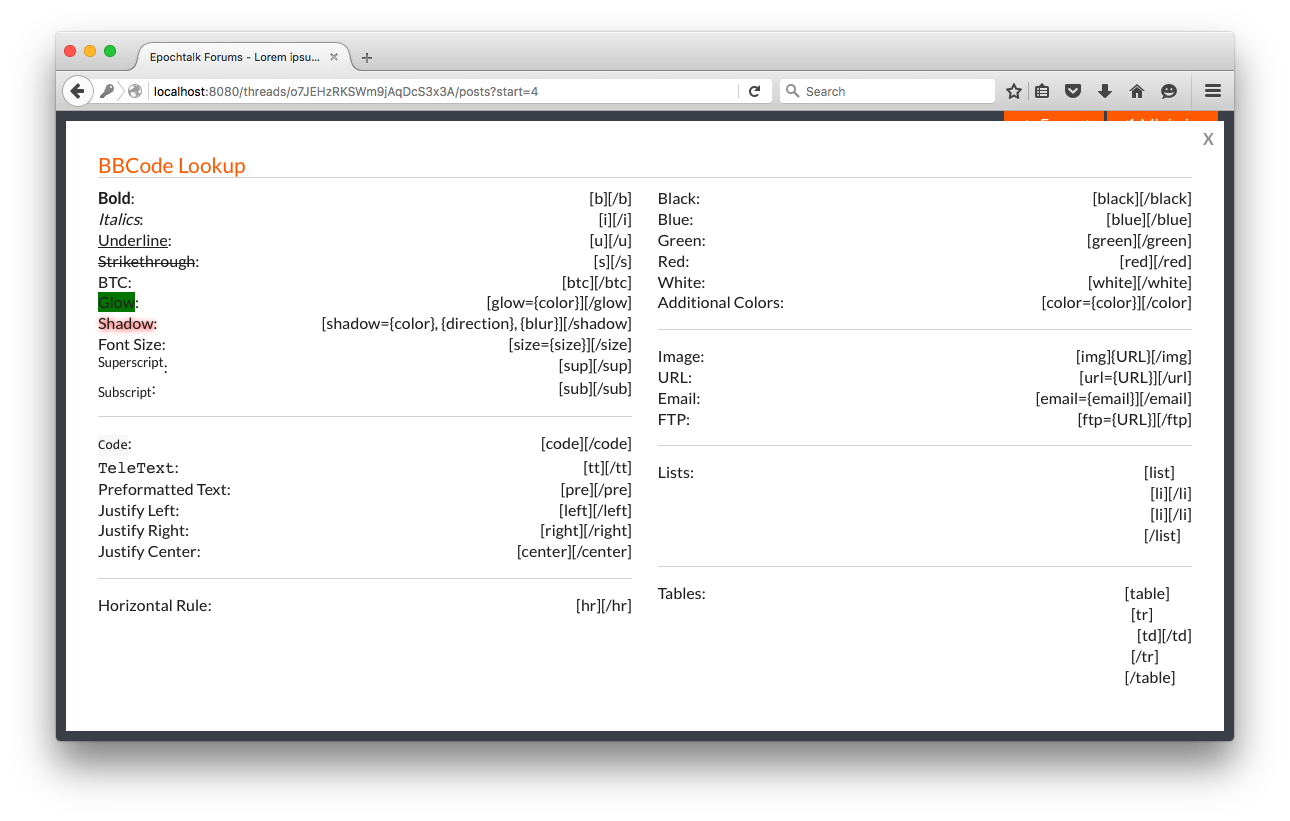 Epochtalk Forums - Lorem ipsu...
localhost:8080/threads/o7JEHzRKSWm9jAqDcS3x3A/posts?start=4
Search
X
BBCode Lookup
Bold: [b][/b]
Italics: [i][/i]
Underline: [u][/u]
Strikethrough: [s][/s]
BTC: [btc][/btc]
Glow: [glow={color}][/glow]
Shadow: [shadow={color}, {direction}, {blur}][/shadow]
Font Size: [size={size}][/size]
Superscript: [sup][/sup]
Subscript: [sub][/sub]
Code: [code][/code]
TeleText: [tt][/tt]
Preformatted Text: [pre][/pre]
Justify Left: [left][/left]
Justify Right: [right][/right]
Justify Center: [center][/center]
Horizontal Rule: [hr][/hr]
Black: [black][/black]
Blue: [blue][/blue]
Green: [green][/green]
Red: [red][/red]
White: [white][/white]
Additional Colors: [color={color}][/color]
Image: [img]{URL}[/img]
URL: [url={URL}][/url]
Email: [email={email}][/email]
FTP: [ftp={URL}][/ftp]
Lists: [list]
[li][/li]
[li][/li]
[/list]
Tables: [table]
[tr]
[td][/td]
[/tr]
[/table]